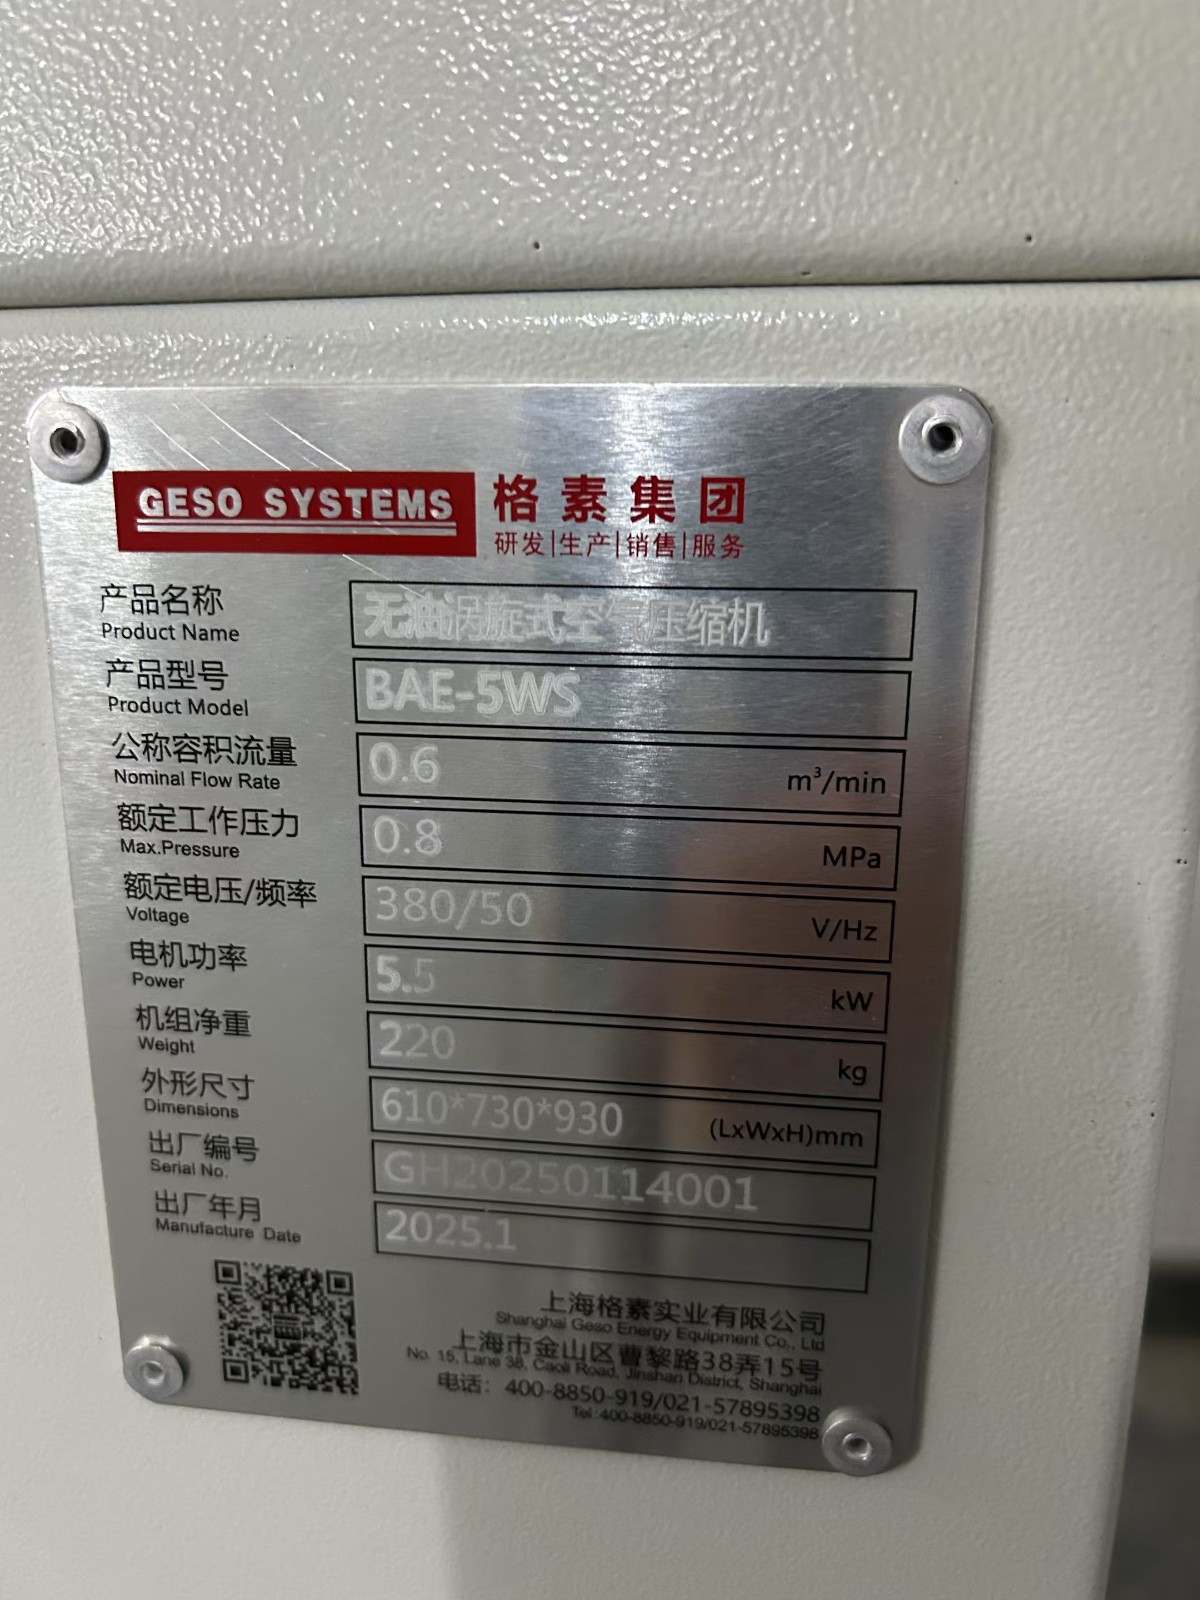 GESO SYSTEMS 格素集团
研发|生产|销售|服务
产品名称 无油涡旋式空气压缩机
Product Name
产品型号 BAE-5WS
Product Model
公称容积流量 0.6 m³/min
Nominal Flow Rate
额定工作压力 0.8 MPa
Max.Pressure
额定电压/频率 380/50 V/Hz
Voltage
电机功率 5.5 kW
Power
机组净重 220 kg
Weight
外形尺寸 610*730*930 (LxWxH)mm
Dimensions
出厂编号 GH20250114001
Serial No.
出厂年月 2025.1
Manufacture Date
上海格素实业有限公司
Shanghai Geso Energy Equipment Co., Ltd
上海市金山区曹黎路38弄15号
No. 15, Lane 38, Caoli Road, Jinshan District, Shanghai
电话：400-8850-919/021-57895398
Tel:400-8850-919/021-57895398